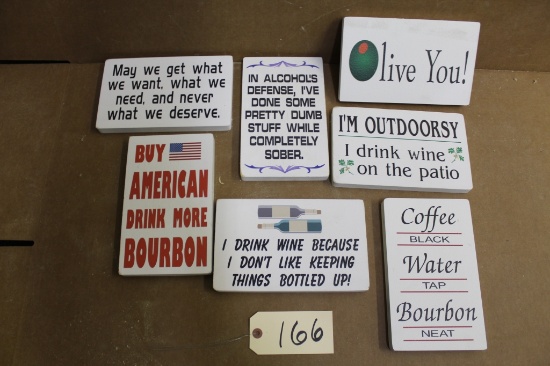 May we get what
we want, what we
need, and never
what we deserve.
IN ALCOHOL'S
DEFENSE, I'VE
DONE SOME
PRETTY DUMB
STUFF WHILE
COMPLETELY
SOBER.
Olive You!
I'M OUTDOORSY
I drink wine
on the patio
BUY
AMERICAN
DRINK MORE
BOURBON
I DRINK WINE BECAUSE
I DON'T LIKE KEEPING
THINGS BOTTLED UP!
Coffee
BLACK
Water
TAP
Bourbon
NEAT
166